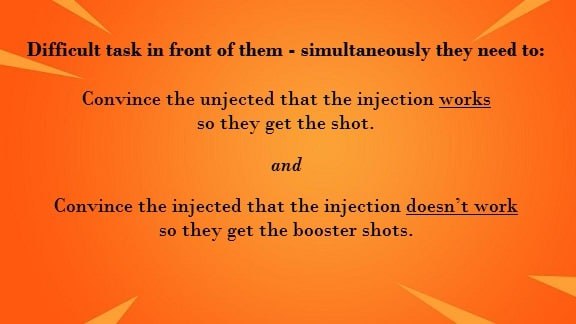 Difficult task in front of them - simultaneously they need to:
Convince the unjected that the injection works
so they get the shot.
and
Convince the injected that the injection doesn't work
so they get the booster shots.